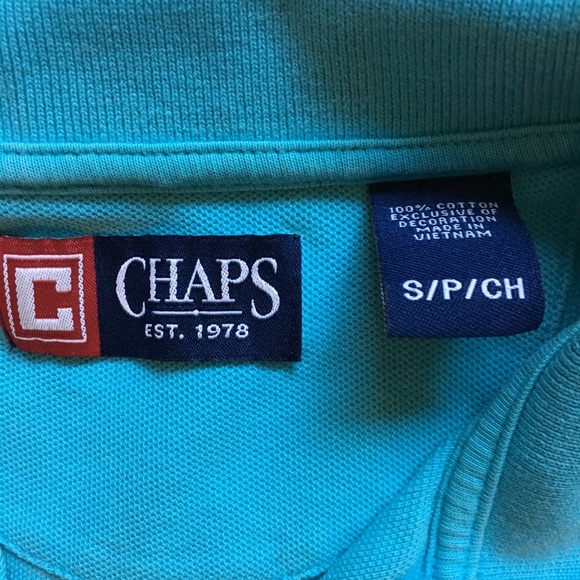 C
CHAPS
EST. 1978
100% COTTON
EXCLUSIVE OF
DECORATION
MADE IN
VIETNAM
S/P/CH